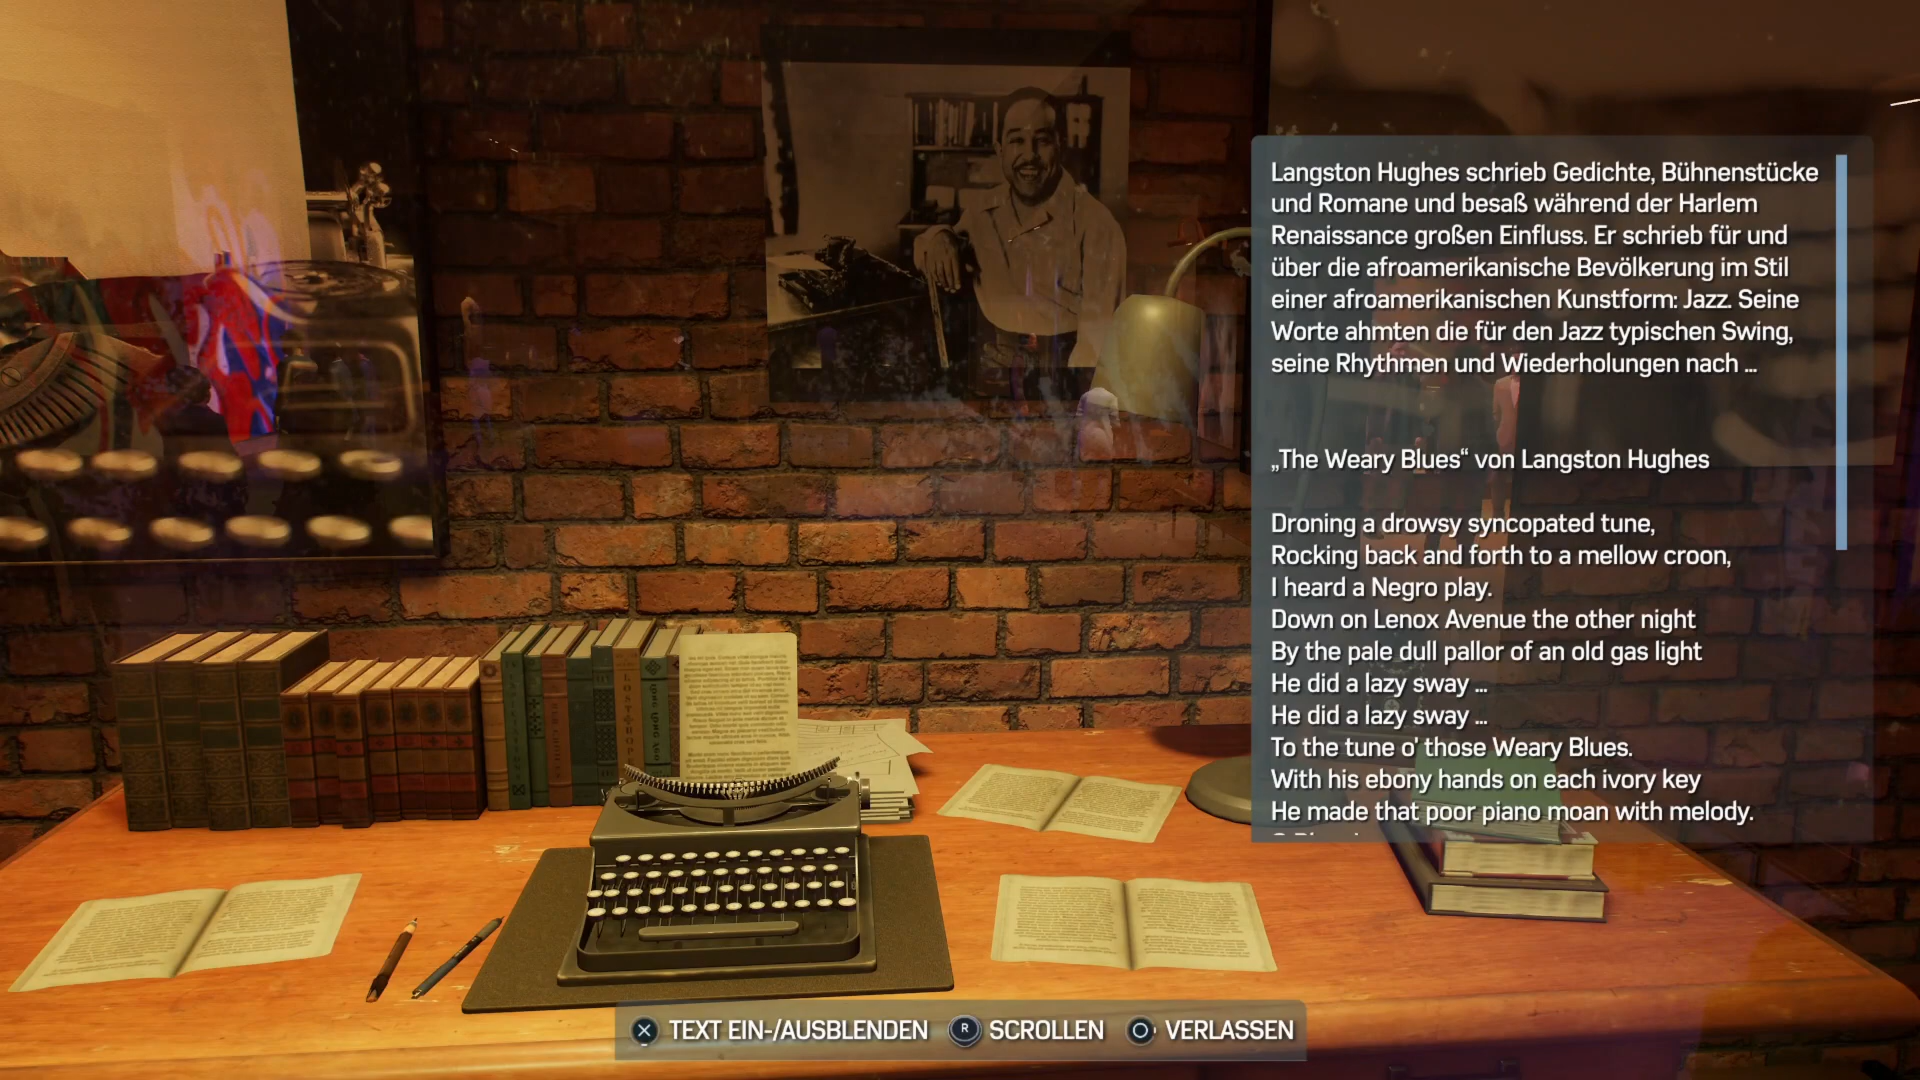 Langston Hughes schrieb Gedichte, Bühnenstücke
und Romane und besaß während der Harlem
Renaissance großen Einfluss. Er schrieb für und
über die afroamerikanische Bevölkerung im Stil
einer afroamerikanischen Kunstform: Jazz. Seine
Worte ahmten die für den Jazz typischen Swing,
seine Rhythmen und Wiederholungen nach ...
„The Weary Blues“ von Langston Hughes
Droning a drowsy syncopated tune,
Rocking back and forth to a mellow croon,
I heard a Negro play.
Down on Lenox Avenue the other night
By the pale dull pallor of an old gas light
He did a lazy sway ...
He did a lazy sway ...
To the tune o' those Weary Blues.
With his ebony hands on each ivory key
He made that poor piano moan with melody.
TEXT EIN-/AUSBLENDEN R SCROLLEN VERLASSEN